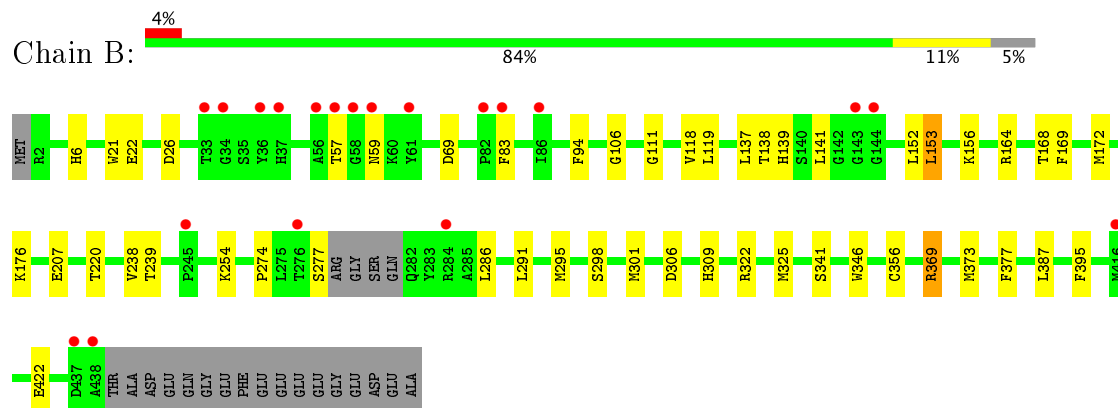 4%
Chain B:
84% 11% 5%
MET R2 H6 W21 E22 D26 T33 G34 S35 Y36 H37 A56 T57 G58 N59 K60 Y61 D69 P82 F83 I86 F94 G106 G111 V118 L119 L137 T138 H139 S140 L141 G142 G143 G144 L152 L153 K156 R164 T168 F169 M172
K176 E207 T220 V238 T239 P245 K254 P274 L275 T276 S277 ARG GLY SER GLN Q282 Y283 R284 A285 L286 L291 M295 S298 M301 D306 H309 R322 M325 S341 W346 C356 R369 M373 F377 L387 F395 M416
E422 D437 A438 THR ALA ASP GLU GLN GLY GLU PHE GLU GLU GLU GLU GLY GLU ASP GLU ALA